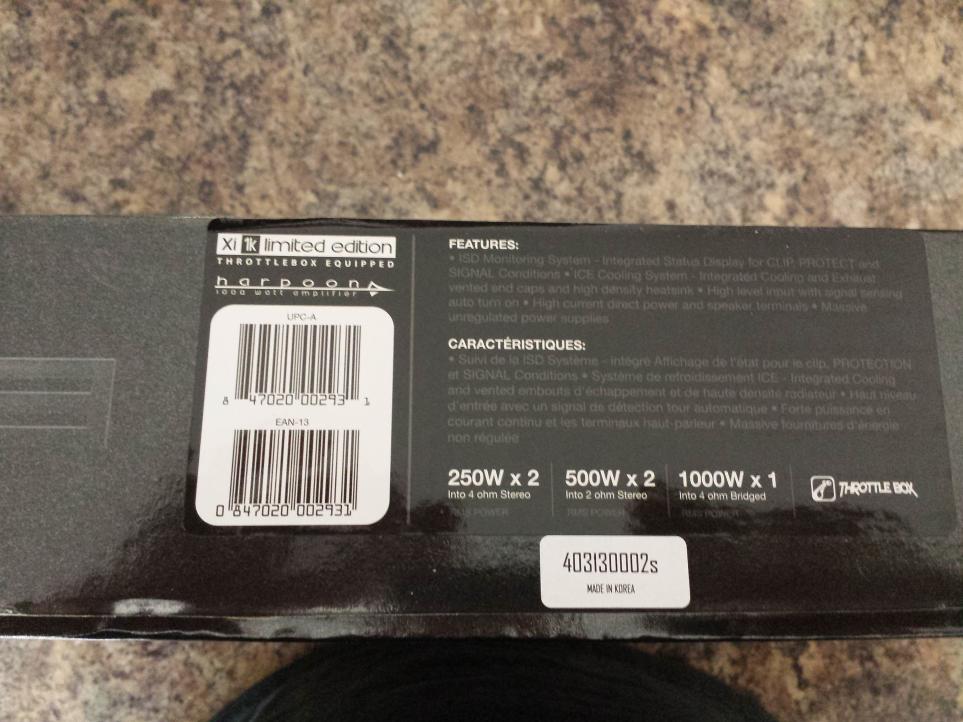 Xi 1k limited edition
THROTTLEBOX EQUIPPED
harpoon
1000 watt amplifier
UPC-A
8 47020 00293 1
EAN-13
0 847020 002931
FEATURES:
• ISD Monitoring System - Integrated Status Display for CLIP, PROTECT and
SIGNAL Conditions • ICE Cooling System - Integrated Cooling and Exhaust
vented end caps and high density heatsink • High level input with signal sensing
auto turn on • High current direct power and speaker terminals • Massive
unregulated power supplies
CARACTÉRISTIQUES:
• Suivi de la ISD Système - intégré Affichage de l'état pour le clip, PROTECTION
et SIGNAL Conditions • Système de refroidissement ICE - Integrated Cooling
and vented embouts d'échappement et de haute densité radiateur • Haut niveau
d'entrée avec un signal de détection tour automatique • Forte puissance en
courant continu et les terminaux haut-parleur • Massive fournitures d'énergie
non régulée
250W x 2
Into 4 ohm Stereo
RMS POWER
500W x 2
Into 2 ohm Stereo
RMS POWER
1000W x 1
Into 4 ohm Bridged
RMS POWER
THROTTLE BOX
403130002s
MADE IN KOREA